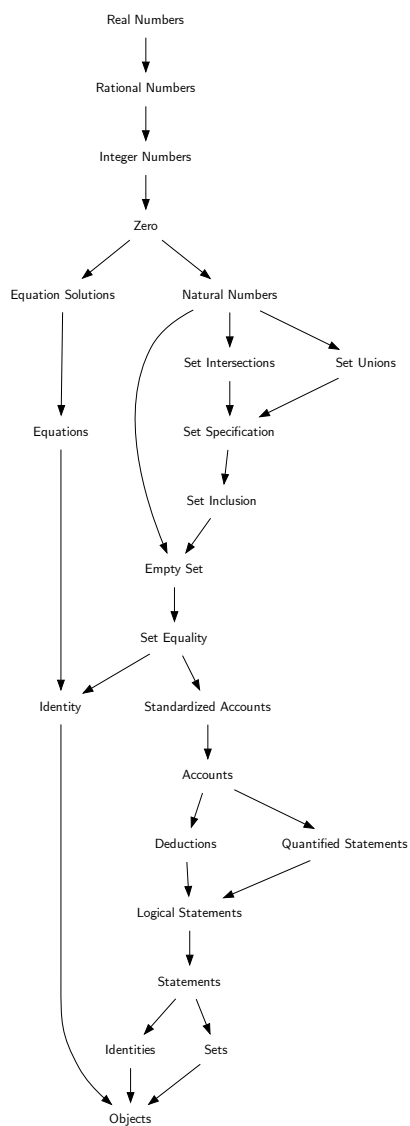 Real Numbers
Rational Numbers
Integer Numbers
Zero
Equation Solutions
Natural Numbers
Set Intersections
Set Unions
Equations
Set Specification
Set Inclusion
Empty Set
Set Equality
Identity
Standardized Accounts
Accounts
Deductions
Quantified Statements
Logical Statements
Statements
Identities
Sets
Objects